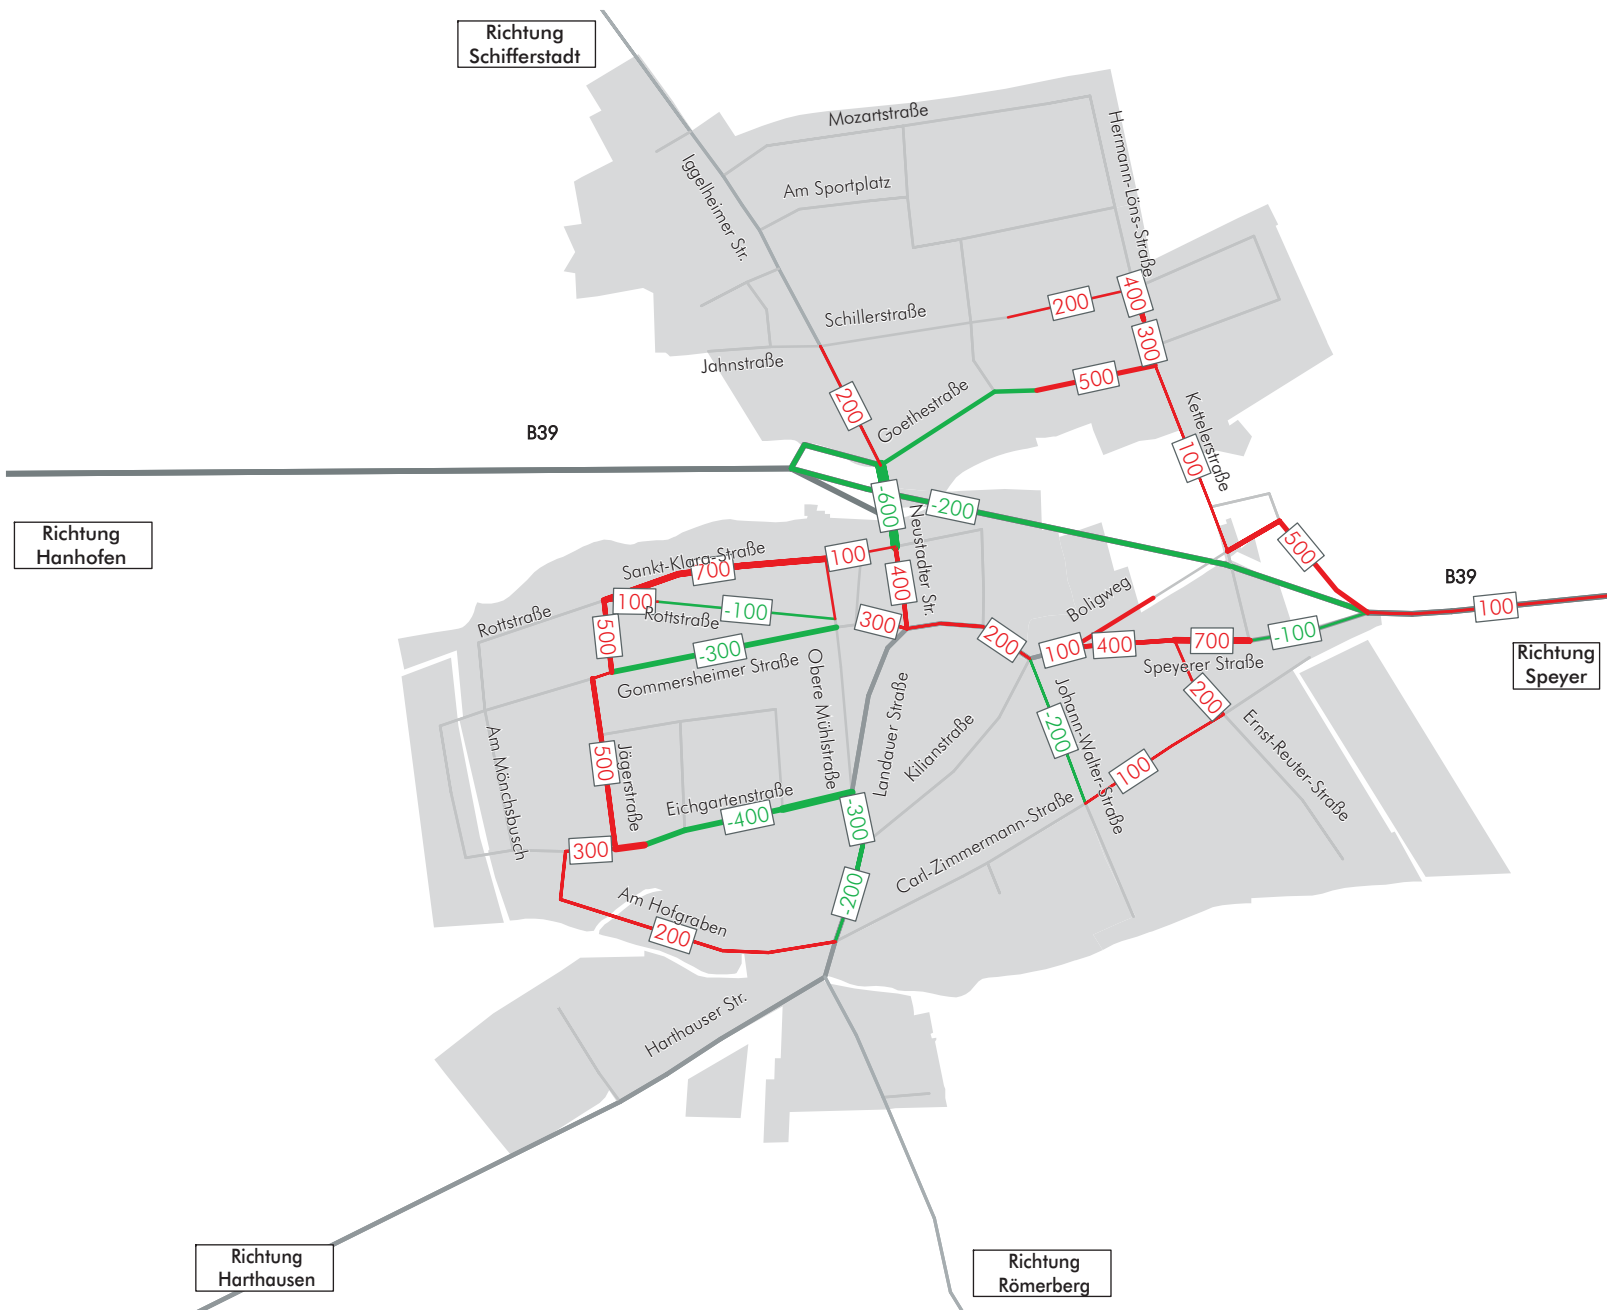 Richtung
Schifferstadt
Mozartstraße
Hermann-Löns-Straße
Iggelheimer Str.
Am Sportplatz
400
200
Schillerstraße
300
Jahnstraße
500
200
Goethestraße
Kettelerstraße
B39
100
-600
-200
Neustadter Str.
Richtung
Hanhofen
500
Sankt-Klara-Straße
700
100
400
B39
100
100
Rottstraße
-100
Rottstraße
Boligweg
500
300
200
100
400
700
-100
-300
Gommersheimer Straße
Obere Mühlstraße
Speyerer Straße
Richtung
Speyer
200
Johann-Walter-Straße
-200
Landauer Straße
Kilianstraße
Ernst-Reuter-Straße
Am Mönchsbusch
500
Jägerstraße
100
Eichgartenstraße
-400
-300
Carl-Zimmermann-Straße
300
-200
Am Hofgraben
200
Harthauser Str.
Richtung
Harthausen
Richtung
Römerberg